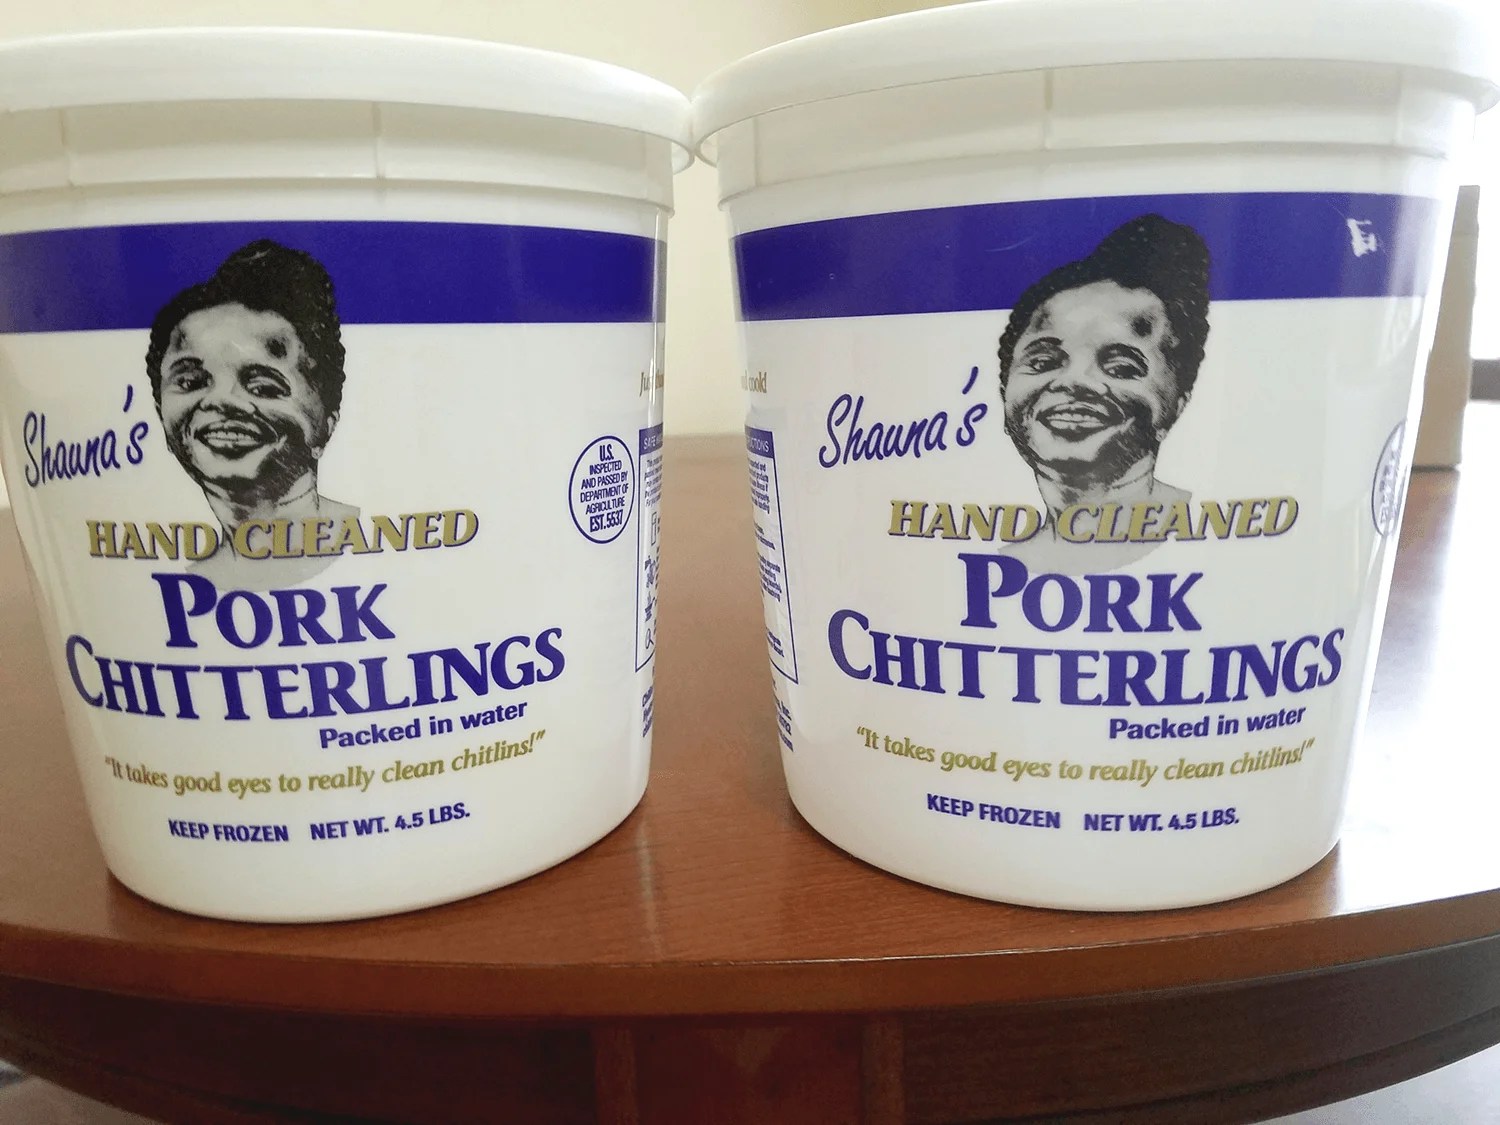 Shauna's
HAND CLEANED
PORK
CHITTERLINGS
Packed in water
"It takes good eyes to really clean chitlins!"
KEEP FROZEN NET WT. 4.5 LBS.
U.S.
INSPECTED
AND PASSED BY
DEPARTMENT OF
AGRICULTURE
EST. 5537
Shauna's
HAND CLEANED
PORK
CHITTERLINGS
Packed in water
"It takes good eyes to really clean chitlins!"
KEEP FROZEN NET WT. 4.5 LBS.